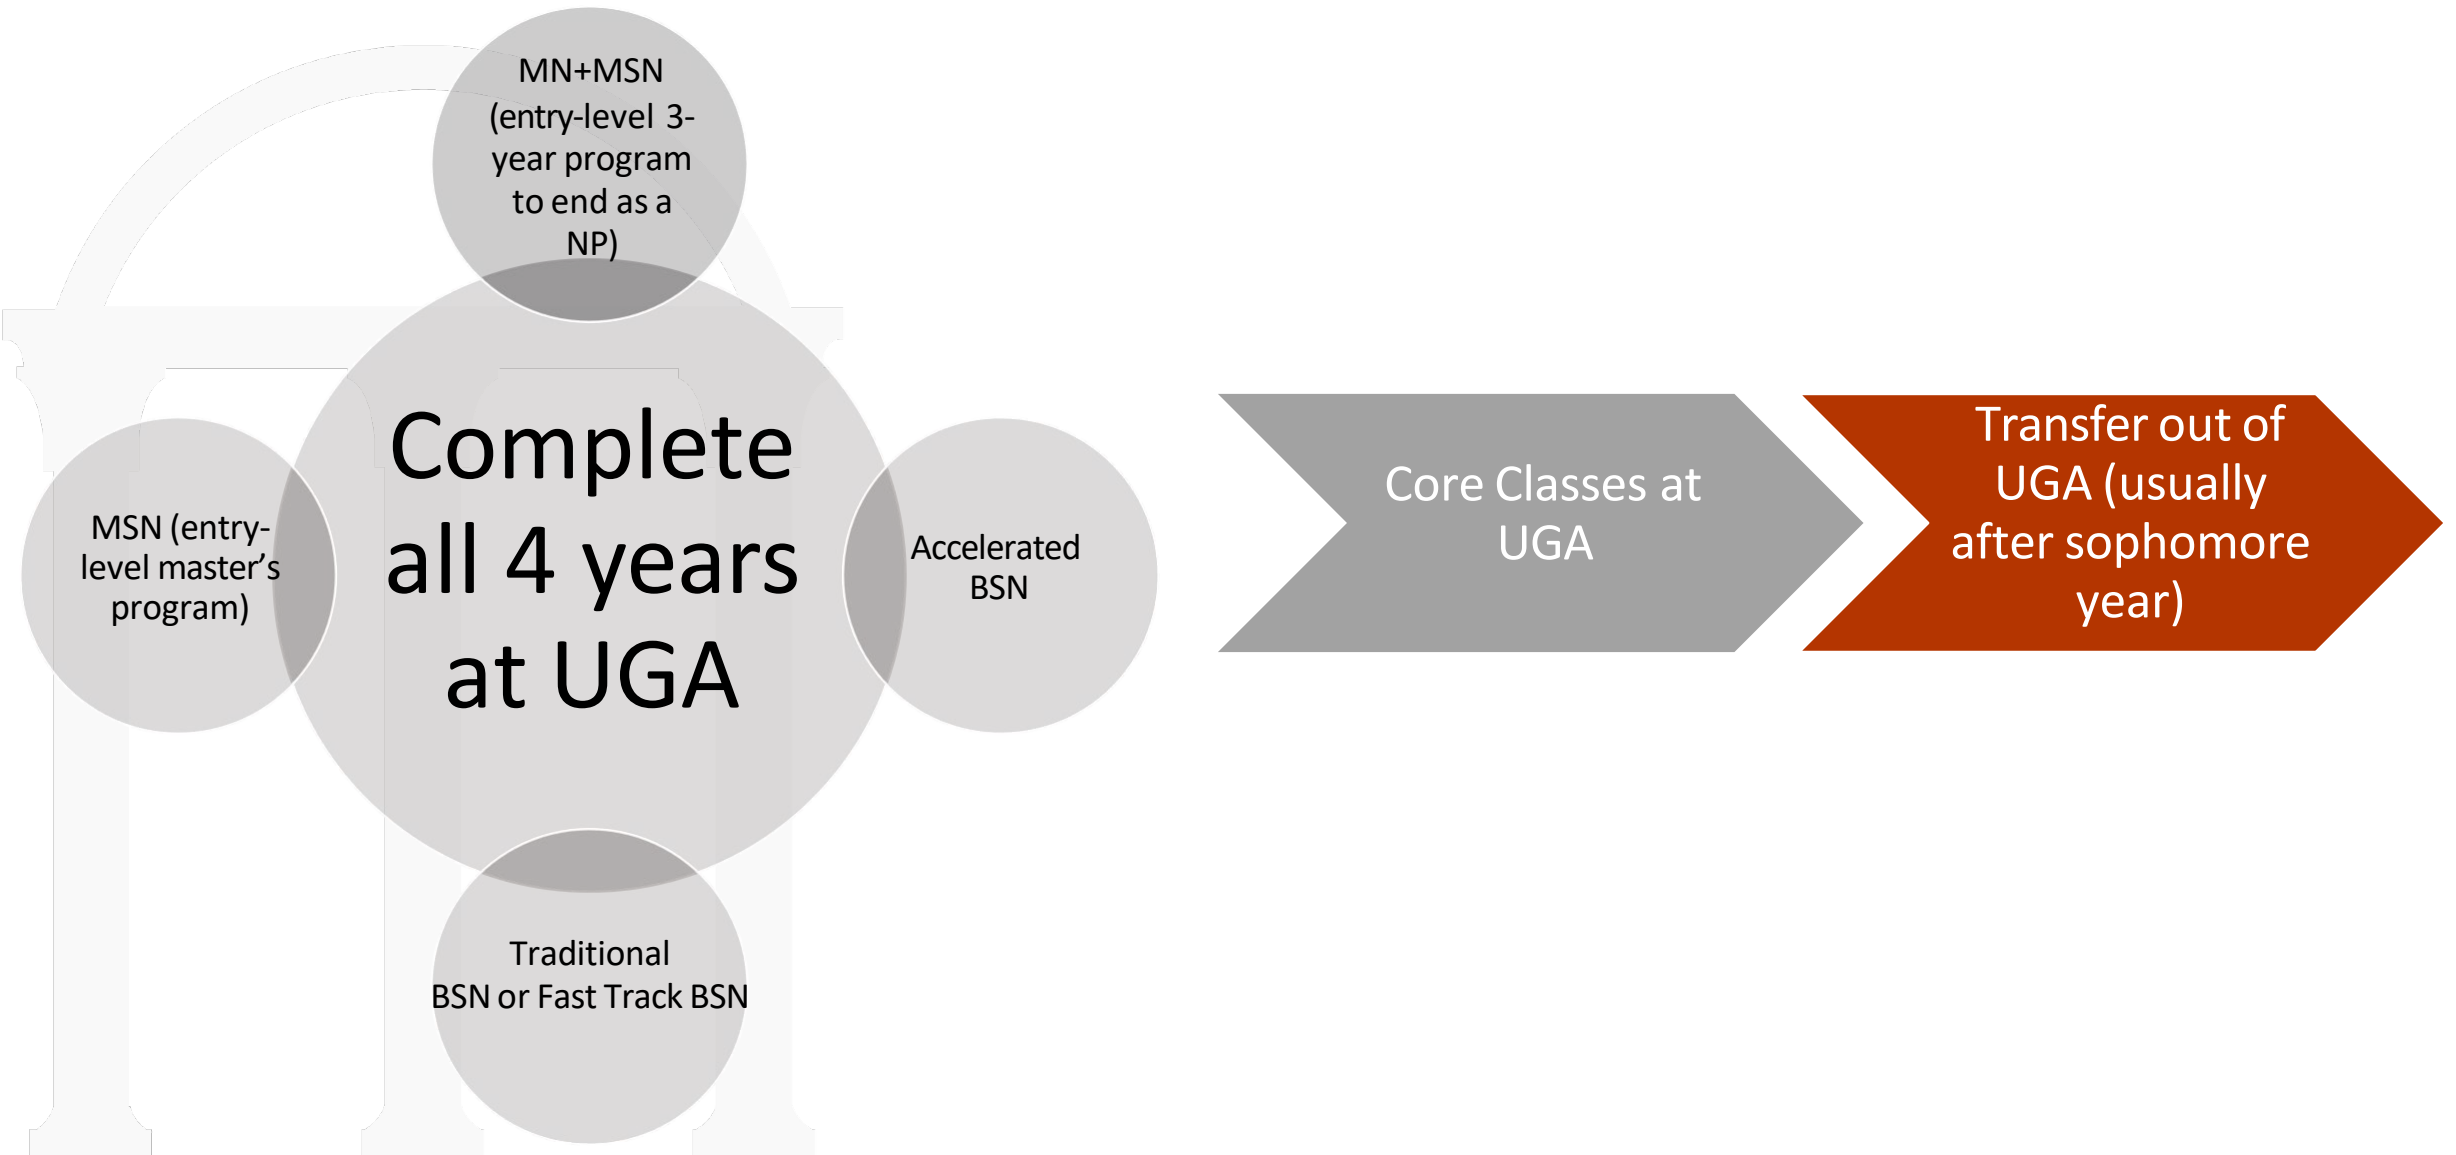 MN+MSN
(entry-level 3-
year program
to end as a
NP)
Complete
all 4 years
at UGA
MSN (entry-
level master’s
program)
Accelerated
BSN
Traditional
BSN or Fast Track BSN
Core Classes at
UGA
Transfer out of
UGA (usually
after sophomore
year)